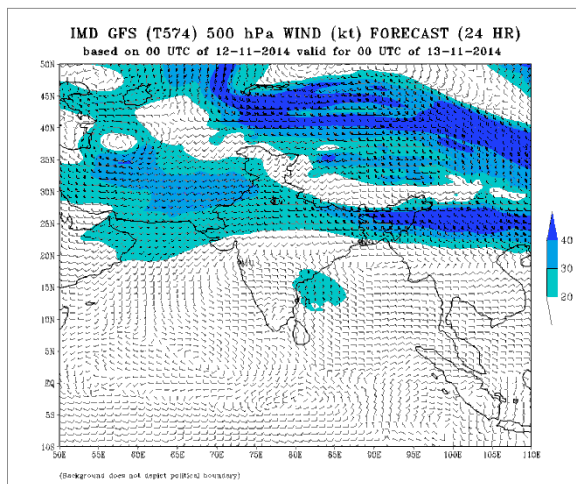 IMD GFS (T574) 500 hPa WIND (kt) FORECAST (24 HR)
based on 00 UTC of 12-11-2014 valid for 00 UTC of 13-11-2014
50N
45N
40N
35N
30N
25N
20N
15N
10N
5N
EQ
5S
10S
50E 55E 60E 65E 70E 75E 80E 85E 90E 95E 100E 105E 110E
40
30
20
{Background does not depict political boundary}